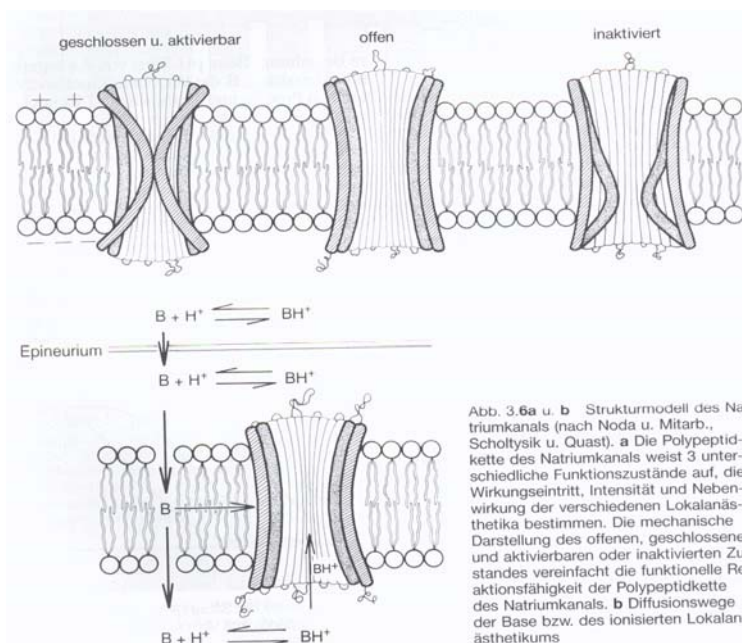 geschlossen u. aktivierbar
offen
inaktiviert
+ +
— — — —
B + H⁺ ⇌ BH⁺
Epineurium
B + H⁺ ⇌ BH⁺
B
BH⁺
B + H⁺ ⇌ BH⁺
Abb. 3.6a u. b Strukturmodell des Na
triumkanals (nach Noda u. Mitarb.,
Scholtysik u. Quast). a Die Polypeptid-
kette des Natriumkanals weist 3 unter-
schiedliche Funktionszustände auf, die
Wirkungseintritt, Intensität und Neben-
wirkung der verschiedenen Lokalanäs-
thetika bestimmen. Die mechanische
Darstellung des offenen, geschlossene
und aktivierbaren oder inaktivierten Zu
standes vereinfacht die funktionelle Re
aktionsfähigkeit der Polypeptidkette
des Natriumkanals. b Diffusionswege
der Base bzw. des ionisierten Lokalan
ästhetikums